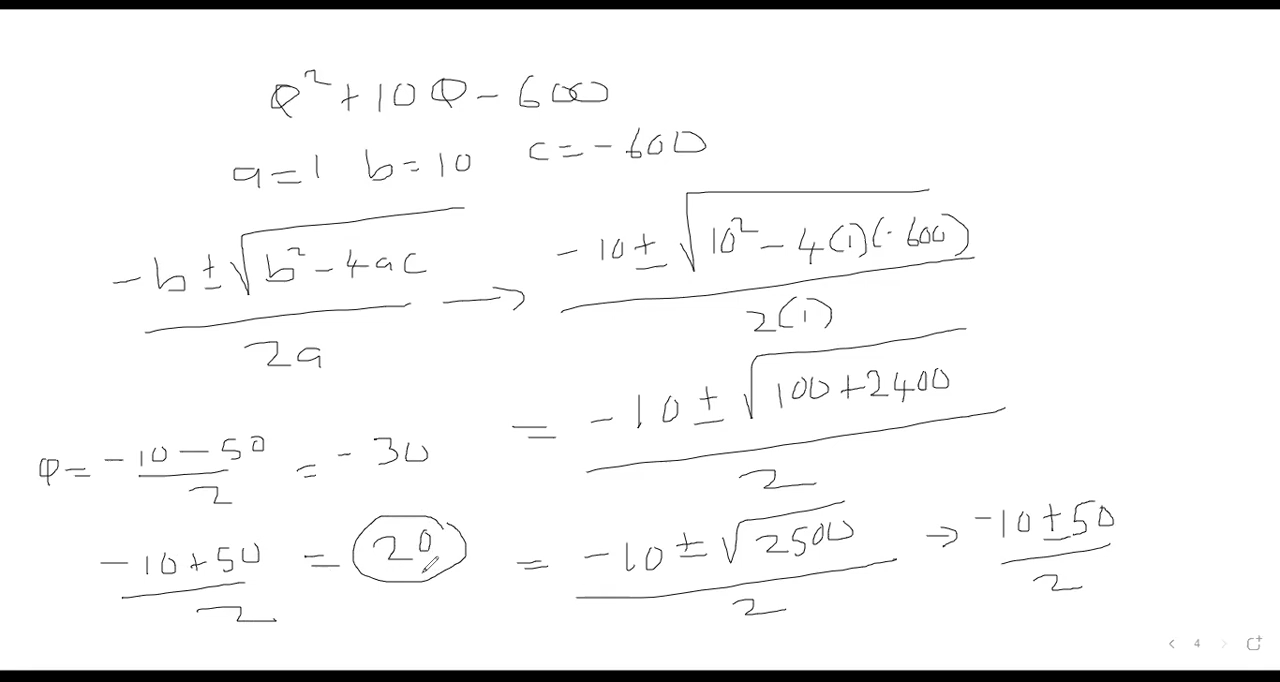 Q² + 10Q - 600
a = 1 b = 10 c = - 600
-b ± √b² - 4ac / 2a → -10 ± √10² - 4(1)(-600) / 2(1)
= -10 ± √100 + 2400 / 2
Q = -10 - 50 / 2 = -30
-10 + 50 / 2 = 20
= -10 ± √2500 / 2 → -10 ± 50 / 2
4